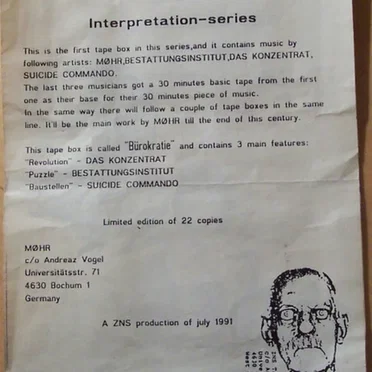 Interpretation-series
This is the first tape box in this series,and it contains music by
following artists: MØHR,BESTATTUNGSINSTITUT,DAS KONZENTRAT,
SUICIDE COMMANDO.
The last three musicians got a 30 minutes basic tape from the first
one as their base for their 30 minutes piece of music.
In the same way there will follow a couple of tape boxes in the same
line. It'll be the main work by MØHR till the end of this century.
This tape box is called "Bürokratie" and contains 3 main features:
"Revolution" - DAS KONZENTRAT
"Puzzle" - BESTATTUNGSINSTITUT
"Baustellen" - SUICIDE COMMANDO
Limited edition of 22 copies
MØHR
c/o Andreaz Vogel
Universitätsstr. 71
4630 Bochum 1
Germany
A ZNS production of july 1991